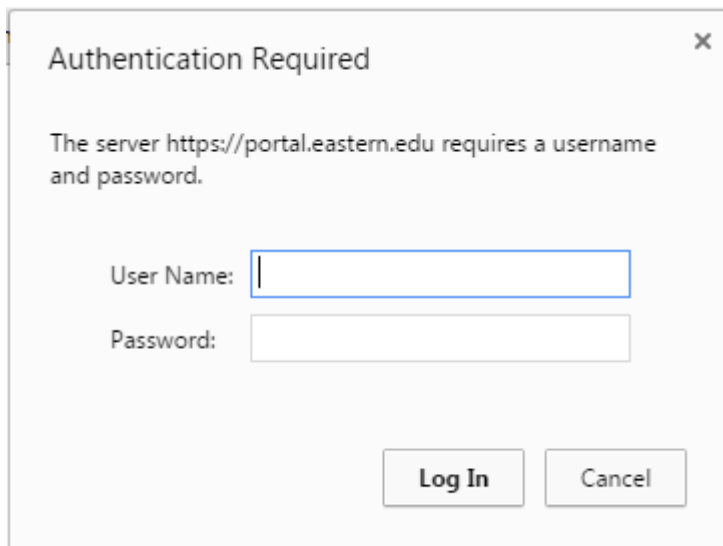 Authentication Required
The server https://portal.eastern.edu requires a username
and password.
User Name:
Password:
Log In Cancel